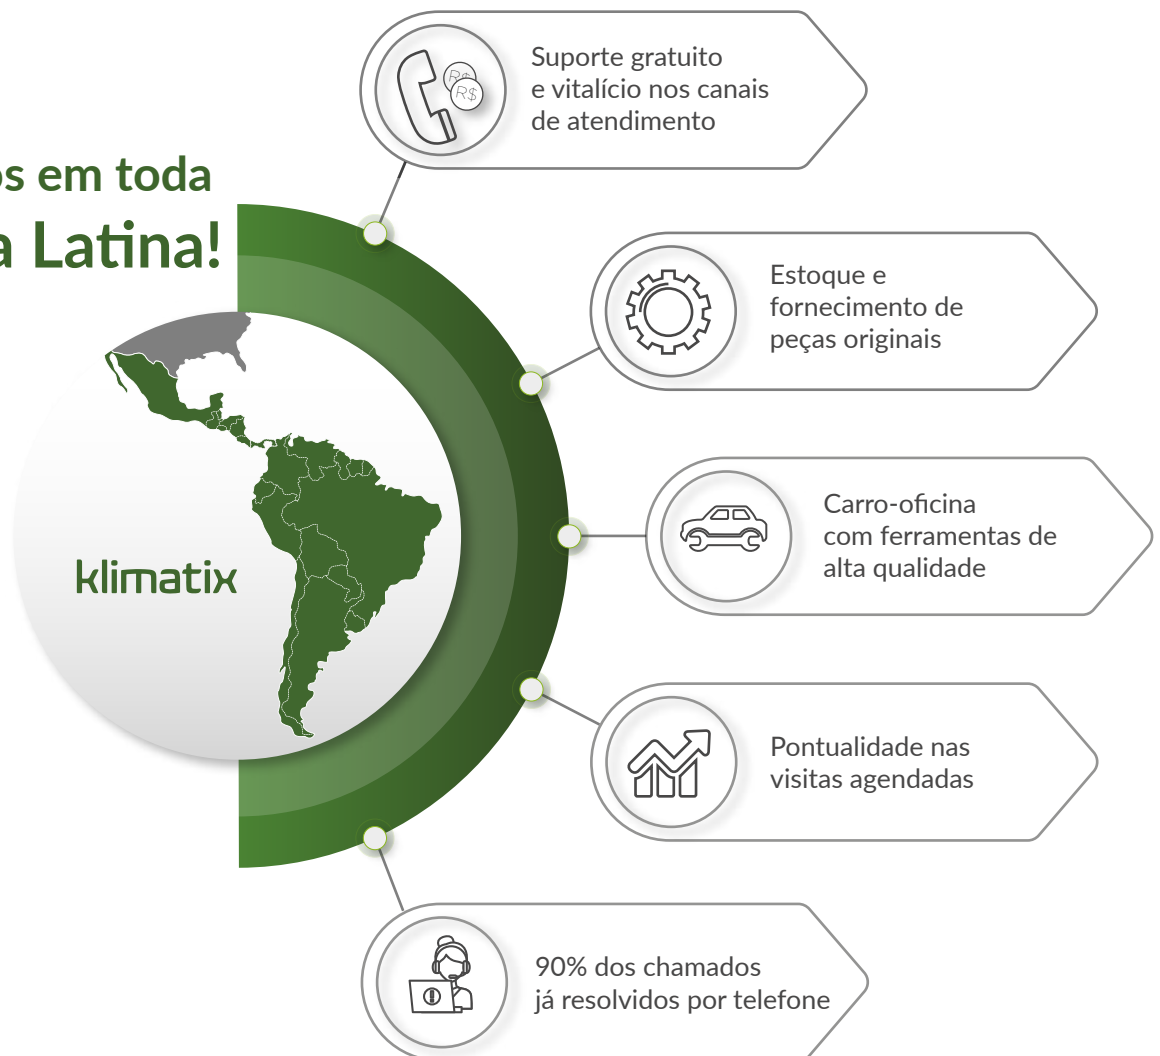 Suporte gratuito
e vitalício nos canais
de atendimento
R$
R$
os em toda
a Latina!
Estoque e
fornecimento de
peças originais
Carro-oficina
com ferramentas de
alta qualidade
klimatix
Pontualidade nas
visitas agendadas
90% dos chamados
já resolvidos por telefone